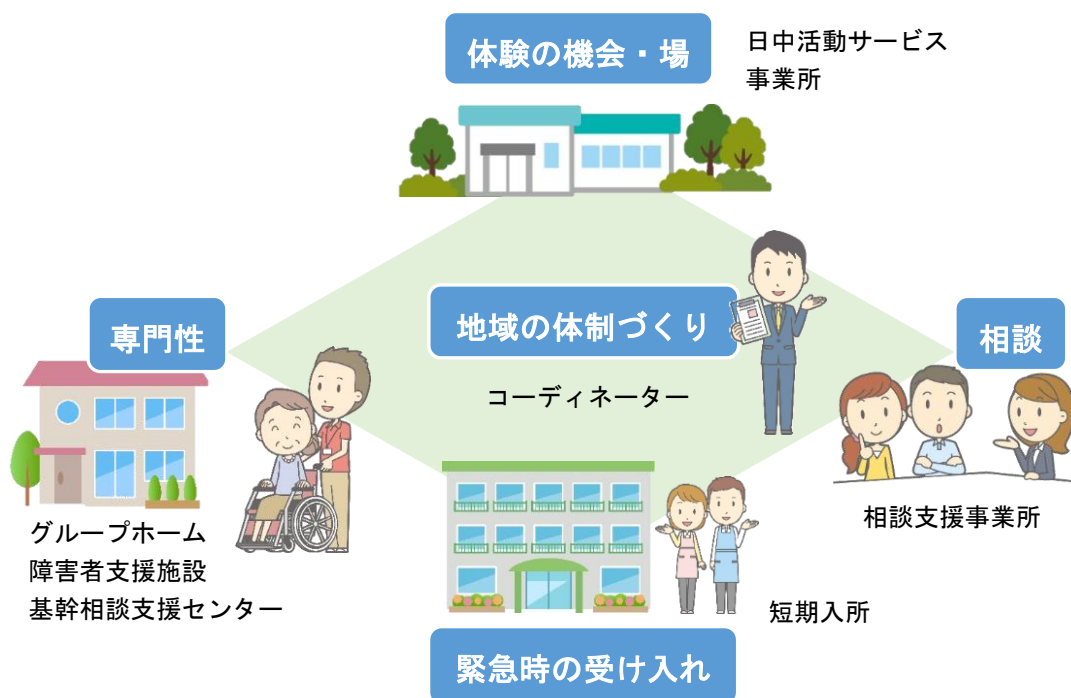 体験の機会・場
日中活動サービス
事業所
専門性
地域の体制づくり
相談
コーディネーター
グループホーム
障害者支援施設
基幹相談支援センター
相談支援事業所
短期入所
緊急時の受け入れ